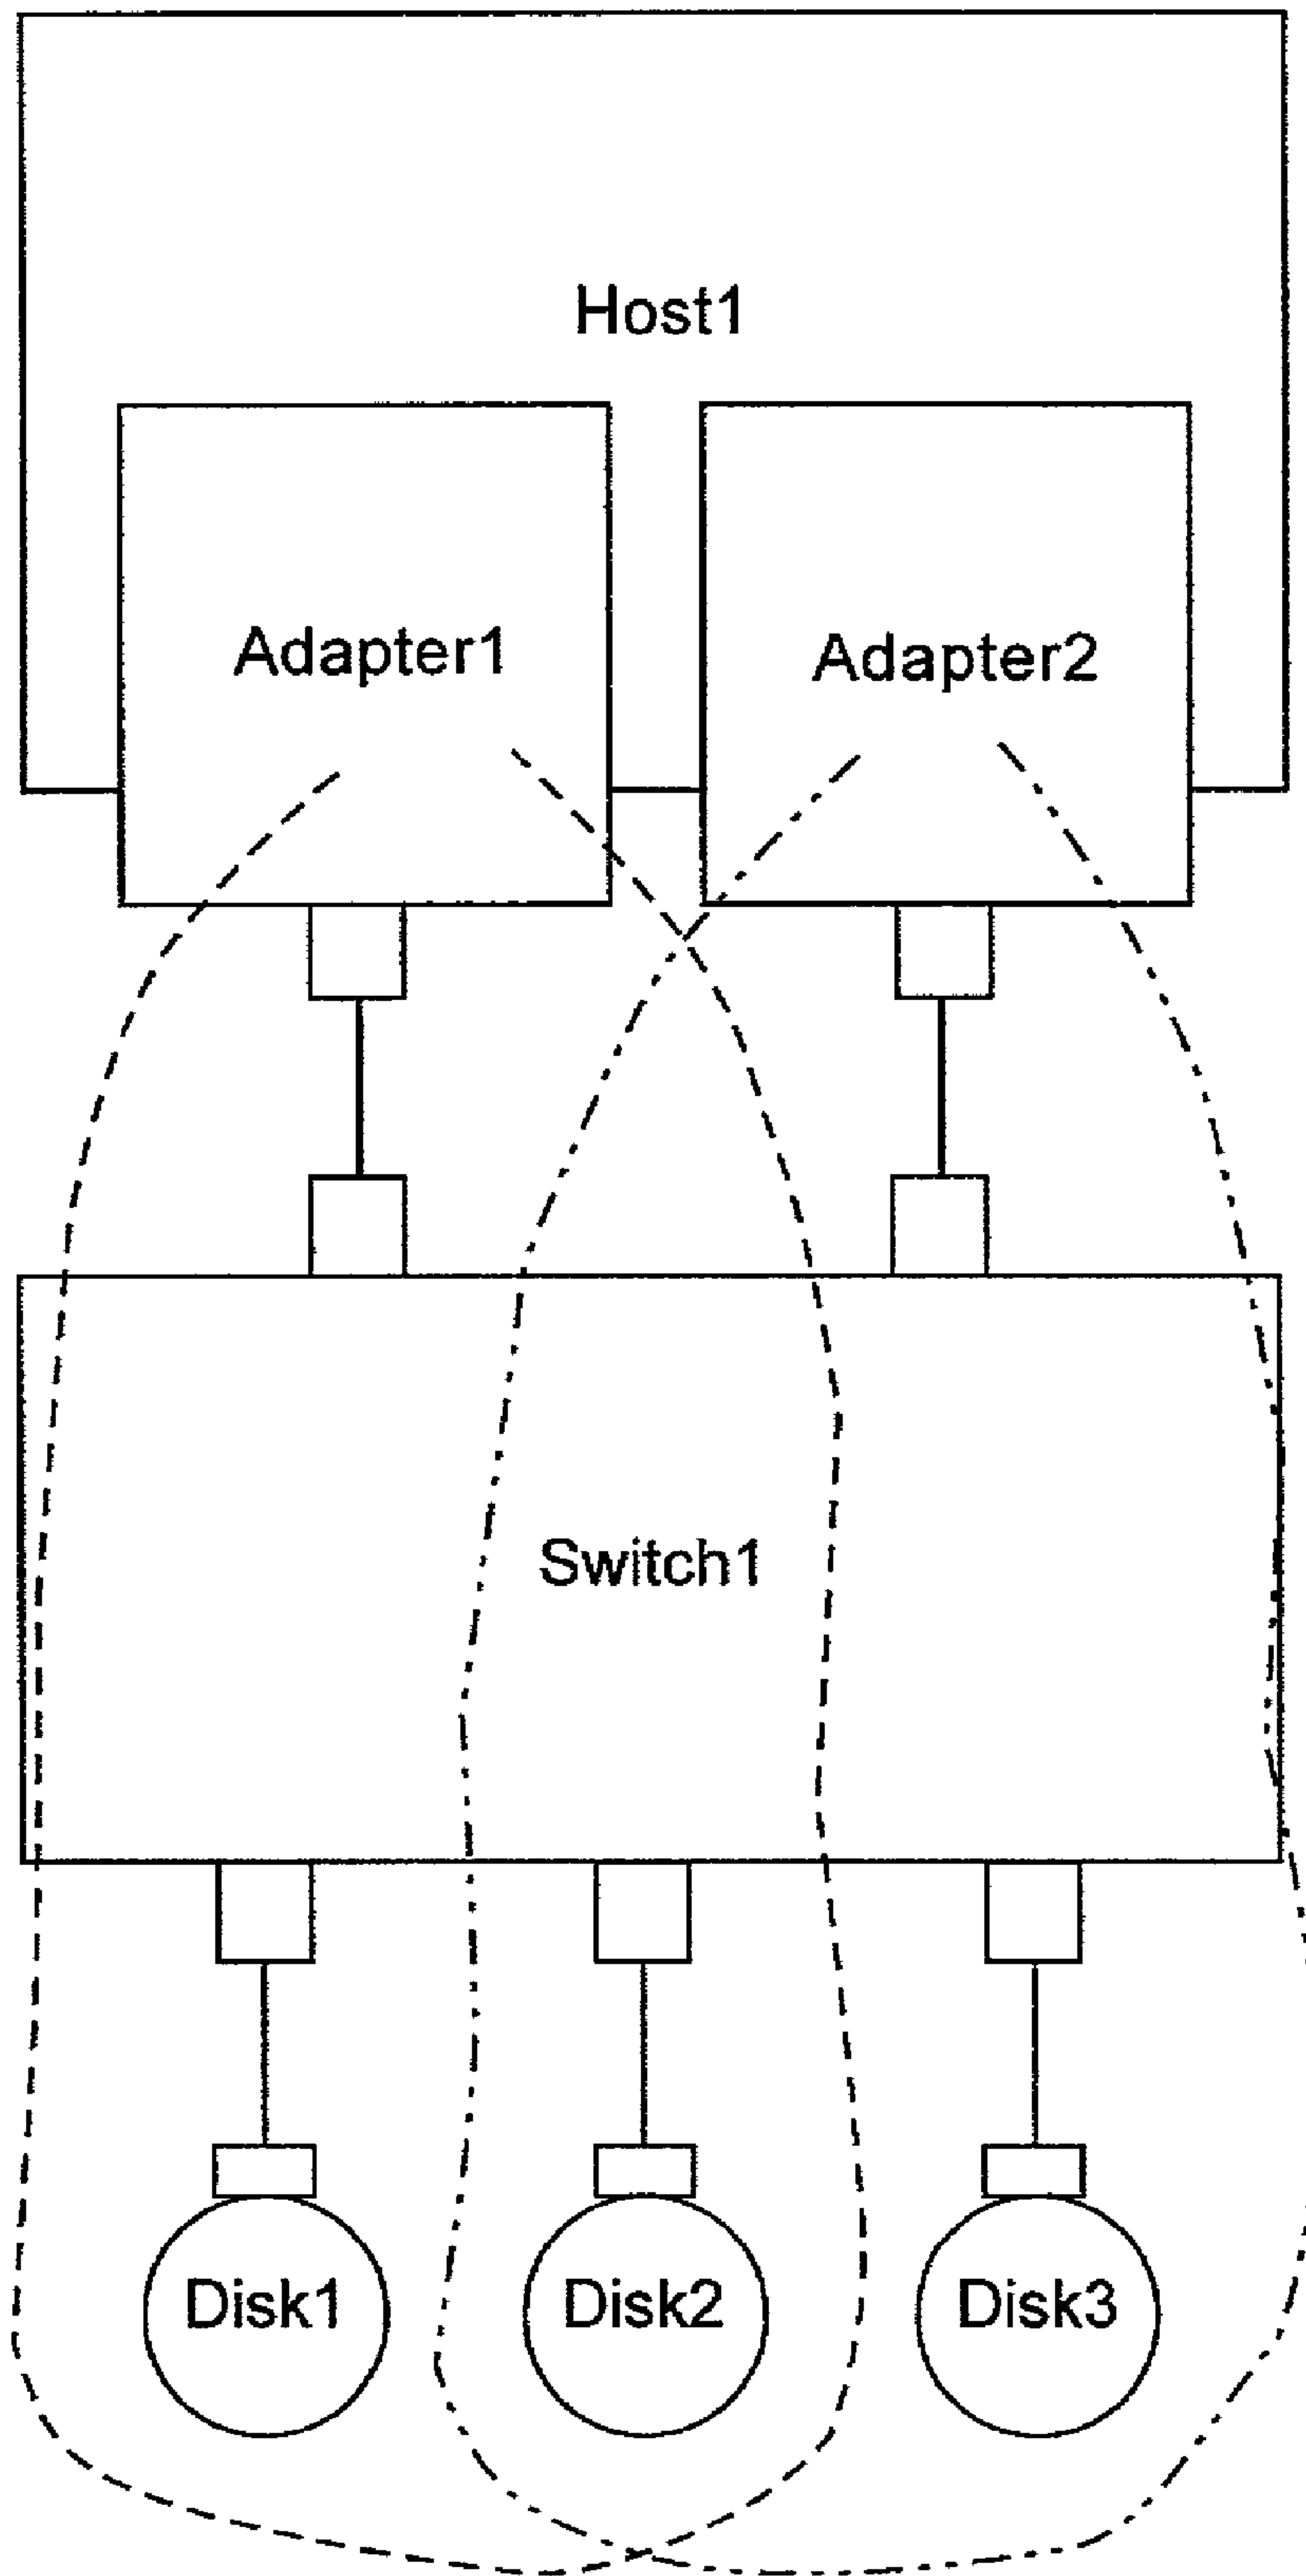 Host1
Adapter1
Adapter2
Switch1
Disk1
Disk2
Disk3